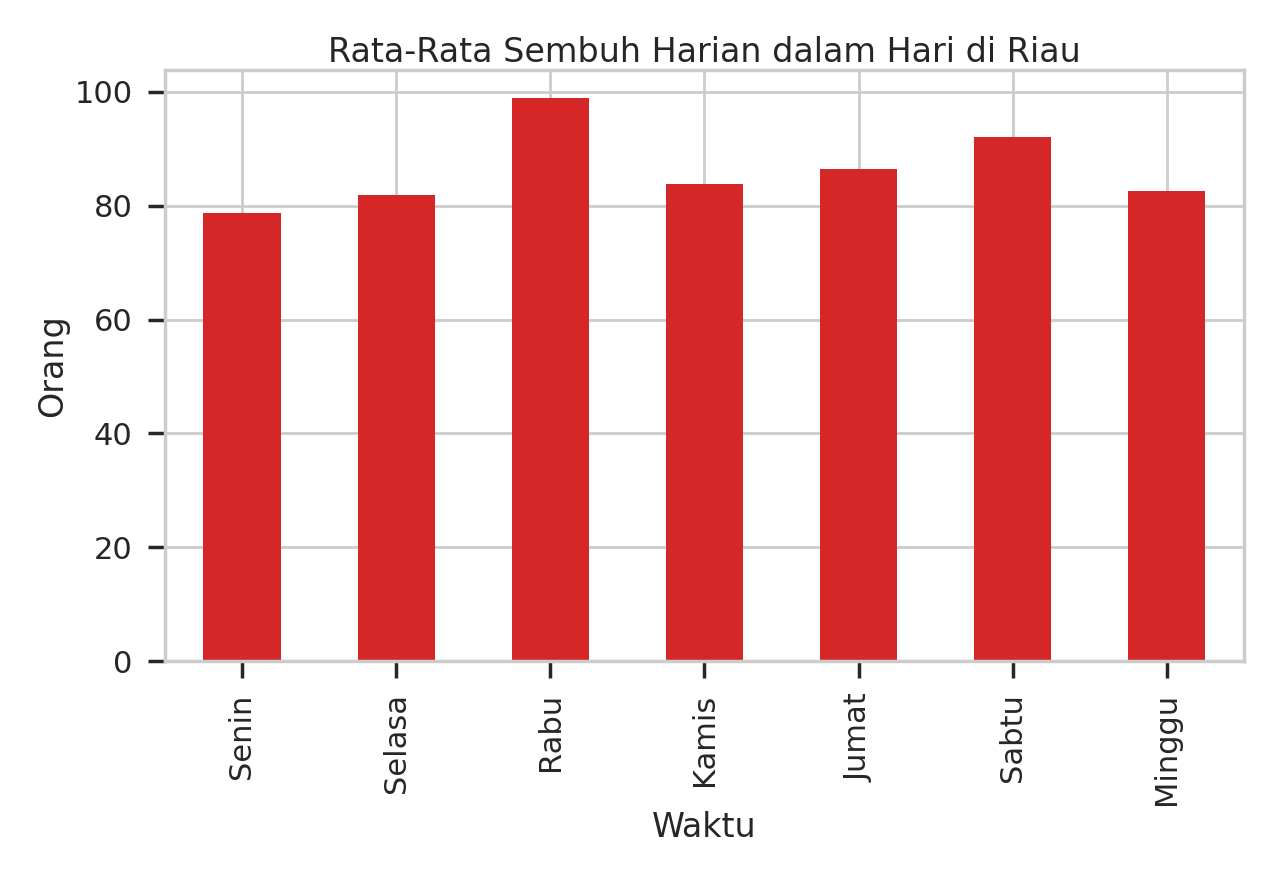 Rata-Rata Sembuh Harian dalam Hari di Riau
100
80
60
40
20
0
Orang
Senin
Selasa
Rabu
Kamis
Jumat
Sabtu
Minggu
Waktu